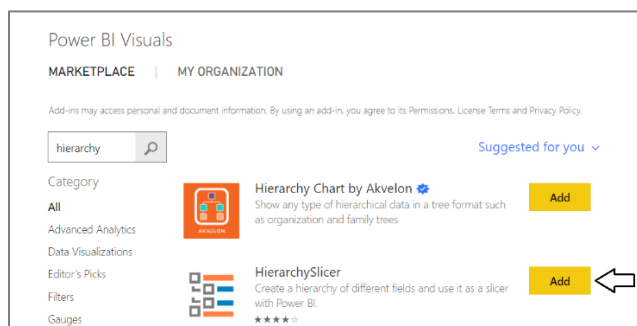 Power BI Visuals
MARKETPLACE | MY ORGANIZATION
Add-ins may access personal and document information. By using an add-in, you agree to its Permissions, License Terms and Privacy Policy.
hierarchy
Suggested for you
Category
All
Advanced Analytics
Data Visualizations
Editor's Picks
Filters
Gauges
AKVELON
Hierarchy Chart by Akvelon
Show any type of hierarchical data in a tree format such
as organization and family trees
Add
HierarchySlicer
Create a hierarchy of different fields and use it as a slicer
with Power BI.
Add